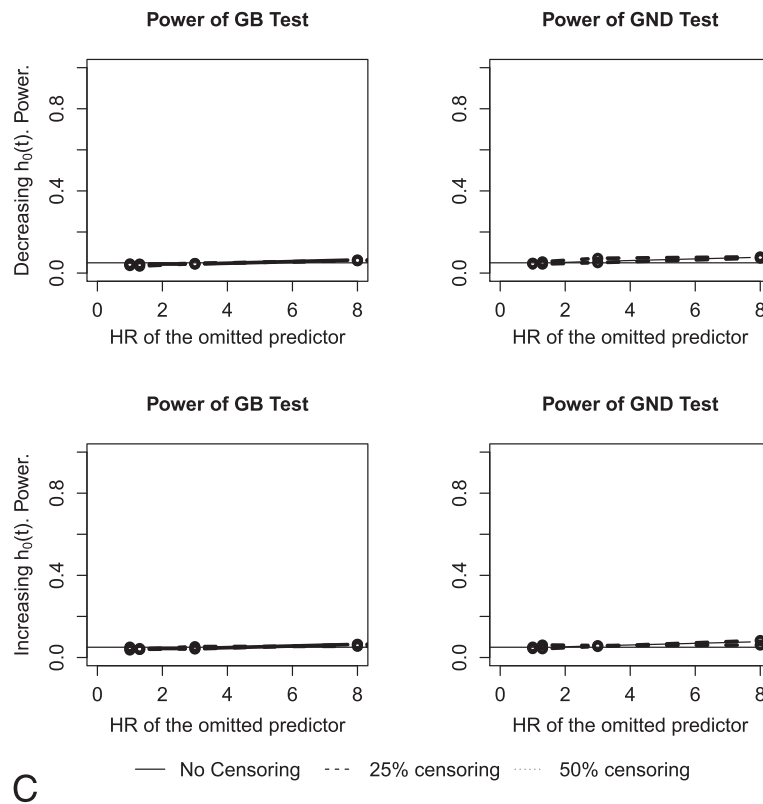 Power of GB Test
Power of GND Test
Decreasing h₀(t). Power.
0.0 0.4 0.8
0.0 0.4 0.8
0 2 4 6 8
0 2 4 6 8
HR of the omitted predictor
HR of the omitted predictor
Power of GB Test
Power of GND Test
Increasing h₀(t). Power.
0.0 0.4 0.8
0.0 0.4 0.8
0 2 4 6 8
0 2 4 6 8
HR of the omitted predictor
HR of the omitted predictor
C
No Censoring 25% censoring 50% censoring